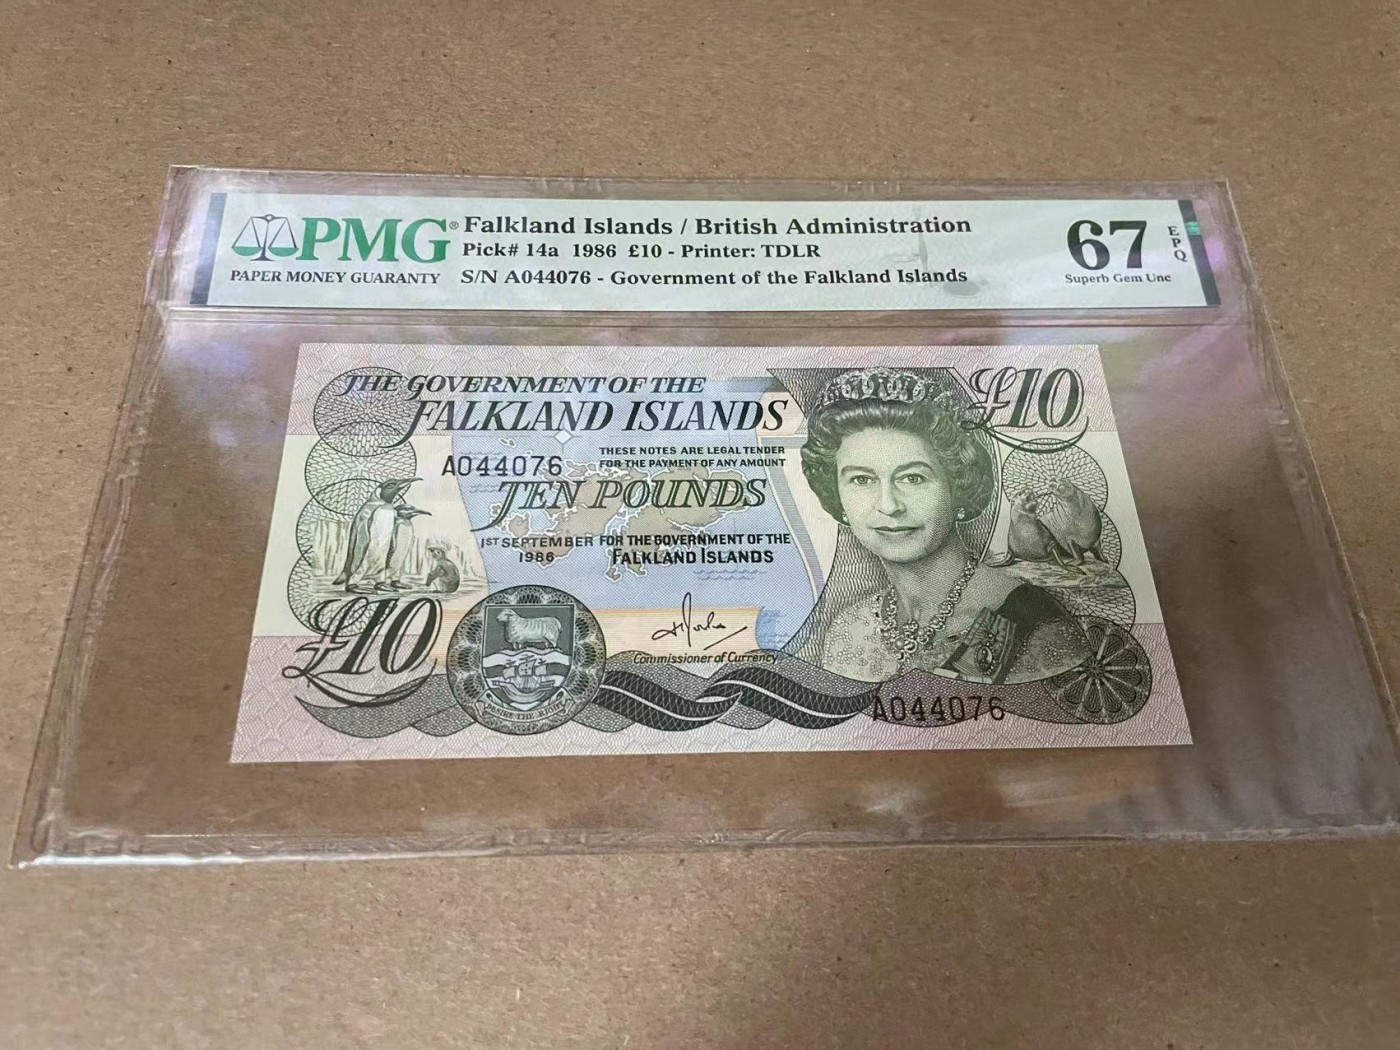 PMG® Falkland Islands / British Administration
Pick# 14a 1986 £10 - Printer: TDLR
PAPER MONEY GUARANTY S/N A044076 - Government of the Falkland Islands
67 EPQ
Superb Gem Unc
THE GOVERNMENT OF THE
FALKLAND ISLANDS
£10
A044076
THESE NOTES ARE LEGAL TENDER
FOR THE PAYMENT OF ANY AMOUNT
TEN POUNDS
1ST SEPTEMBER
1986
FOR THE GOVERNMENT OF THE
FALKLAND ISLANDS
£10
Commissioner of Currency
DESIRE THE RIGHT
A044076